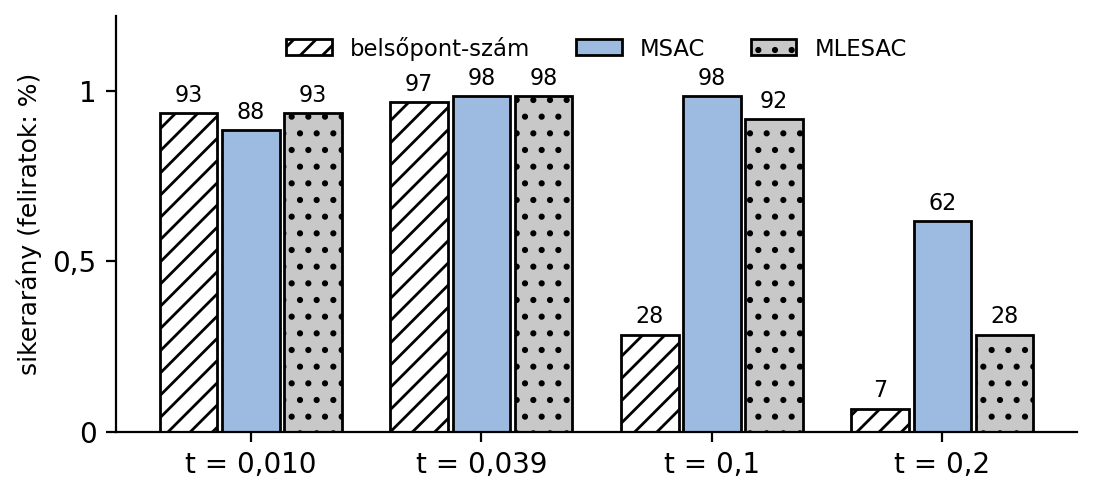 belsőpont-szám MSAC MLESAC
sikerarány (feliratok: %)
1
0,5
0
93 88 93
97 98 98
28 98 92
7 62 28
t = 0,010 t = 0,039 t = 0,1 t = 0,2